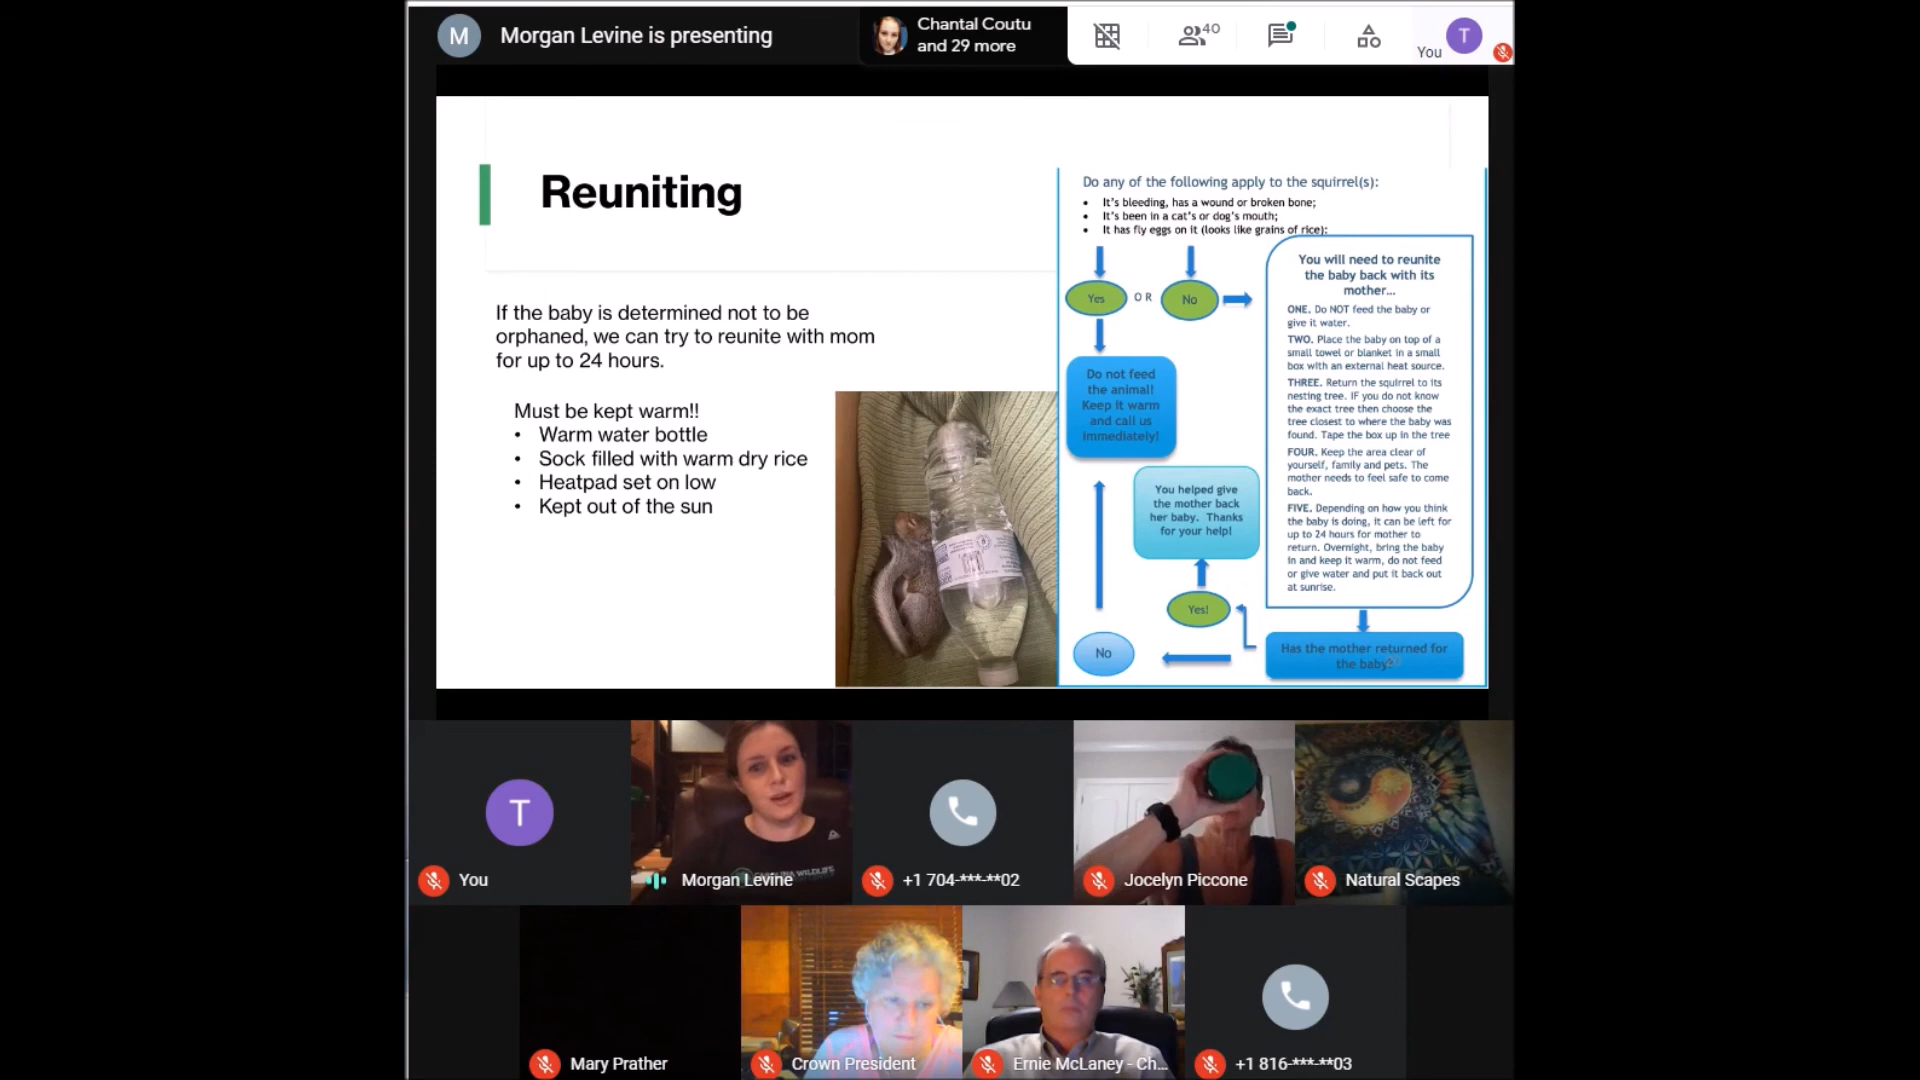 M
Morgan Levine is presenting
Chantal Coutu
and 29 more
40
You
T
Reuniting
If the baby is determined not to be
orphaned, we can try to reunite with mom
for up to 24 hours.
Must be kept warm!!
• Warm water bottle
• Sock filled with warm dry rice
• Heatpad set on low
• Kept out of the sun
Do any of the following apply to the squirrel(s):
• It's bleeding, has a wound or broken bone;
• It's been in a cat's or dog's mouth;
• It has fly eggs on it (looks like grains of rice);
Yes
OR
No
Do not feed
the animal!
Keep it warm
and call us
immediately!
You will need to reunite
the baby back with its
mother...
ONE. Do NOT feed the baby or
give it water.
TWO. Place the baby on top of a
small towel or blanket in a small
box with an external heat source.
THREE. Return the squirrel to its
nesting tree. IF you do not know
the exact tree then choose the
tree closest to where the baby was
found. Tape the box up in the tree
FOUR. Keep the area clear of
yourself, family and pets. The
mother needs to feel safe to come
back.
FIVE. Depending on how you think
the baby is doing, it can be left for
up to 24 hours for mother to
return. Overnight, bring the baby
in and keep it warm, do not feed
or give water and put it back out
at sunrise.
You helped give
the mother back
her baby. Thanks
for your help!
Yes!
No
Has the mother returned for
the baby?
T
You
CAROLINA WILDLIFE
Morgan Levine
+1 704-***-**02
Jocelyn Piccone
Natural Scapes
Mary Prather
Crown President
Ernie McLaney - Ch...
+1 816-***-**03